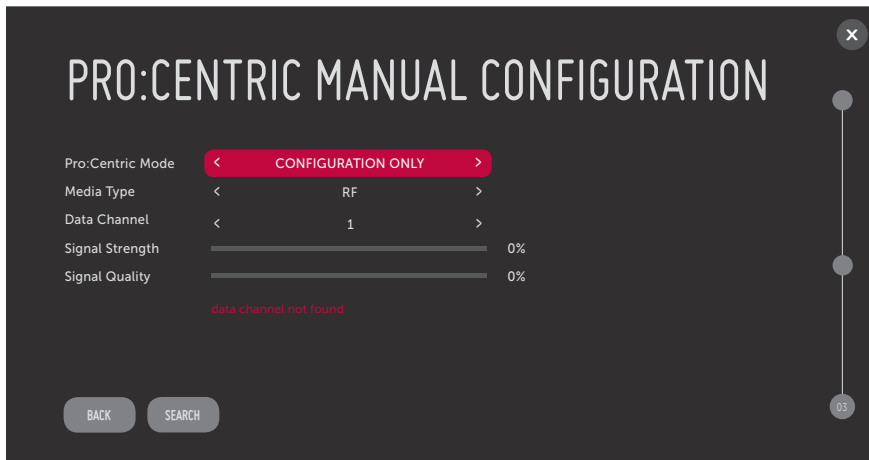 X
PRO:CENTRIC MANUAL CONFIGURATION
Pro:Centric Mode < CONFIGURATION ONLY >
Media Type < RF >
Data Channel < 1 >
Signal Strength 0%
Signal Quality 0%
data channel not found
BACK SEARCH 03